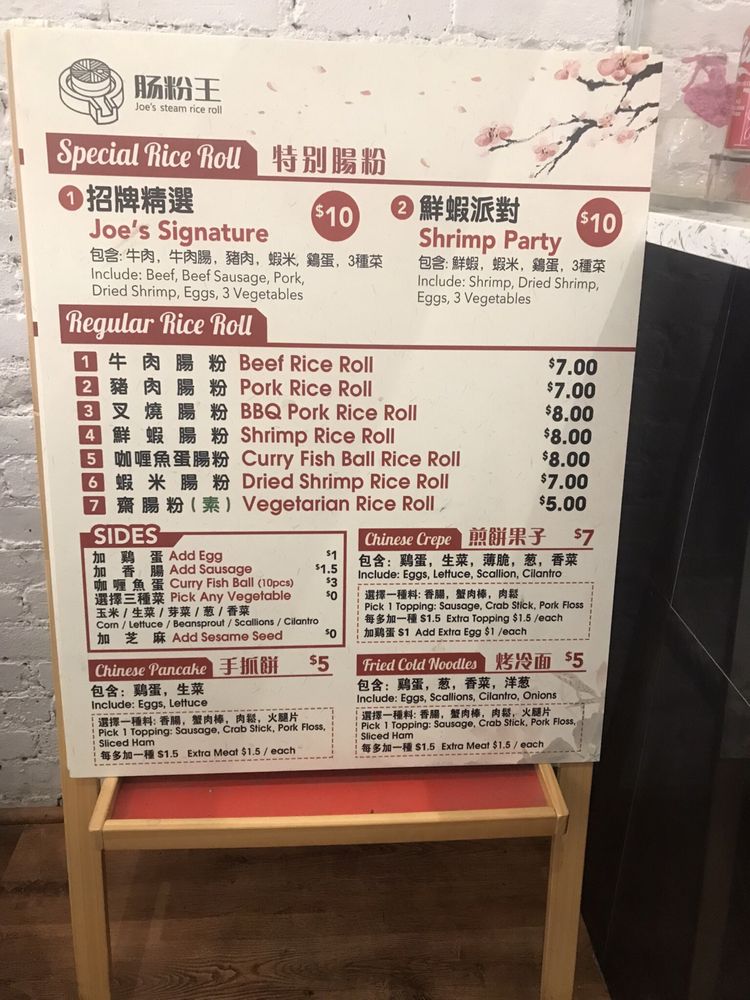 肠粉王
Joe's steam rice roll
Special Rice Roll 特别腸粉
1 招牌精選 $10
Joe's Signature
包含: 牛肉, 牛肉腸, 豬肉, 蝦米, 鷄蛋, 3種菜
Include: Beef, Beef Sausage, Pork,
Dried Shrimp, Eggs, 3 Vegetables
2 鮮蝦派對 $10
Shrimp Party
包含: 鮮蝦, 蝦米, 鷄蛋, 3種菜
Include: Shrimp, Dried Shrimp,
Eggs, 3 Vegetables
Regular Rice Roll
1 牛肉腸粉 Beef Rice Roll $7.00
2 豬肉腸粉 Pork Rice Roll $7.00
3 叉燒腸粉 BBQ Pork Rice Roll $8.00
4 鮮蝦腸粉 Shrimp Rice Roll $8.00
5 咖喱魚蛋腸粉 Curry Fish Ball Rice Roll $8.00
6 蝦米腸粉 Dried Shrimp Rice Roll $7.00
7 齋腸粉(素) Vegetarian Rice Roll $5.00
SIDES
加鷄蛋 Add Egg $1
加香腸 Add Sausage $1.5
咖喱魚蛋 Curry Fish Ball (10pcs) $3
選擇三種菜 Pick Any Vegetable $0
玉米 / 生菜 / 芽菜 / 葱 / 香菜
Corn / Lettuce / Beansprout / Scallions / Cilantro
加芝麻 Add Sesame Seed $0
Chinese Crepe 煎餅果子 $7
包含: 鷄蛋, 生菜, 薄脆, 葱, 香菜
Include: Eggs, Lettuce, Scallion, Cilantro
選擇一種料: 香腸, 蟹肉棒, 肉鬆
Pick 1 Topping: Sausage, Crab Stick, Pork Floss
每多加一種 $1.5 Extra Topping $1.5 /each
加鷄蛋 $1 Add Extra Egg $1 /each
Chinese Pancake 手抓餅 $5
包含: 鷄蛋, 生菜
Include: Eggs, Lettuce
選擇一種料: 香腸, 蟹肉棒, 肉鬆, 火腿片
Pick 1 Topping: Sausage, Crab Stick, Pork Floss,
Sliced Ham
每多加一種 $1.5 Extra Meat $1.5 / each
Fried Cold Noodles 烤冷面 $5
包含: 鷄蛋, 葱, 香菜, 洋葱
Include: Eggs, Scallions, Cilantro, Onions
選擇一種料: 香腸, 蟹肉棒, 肉鬆, 火腿片
Pick 1 Topping: Sausage, Crab Stick, Pork Floss,
Sliced Ham
每多加一種 $1.5 Extra Meat $1.5 / each